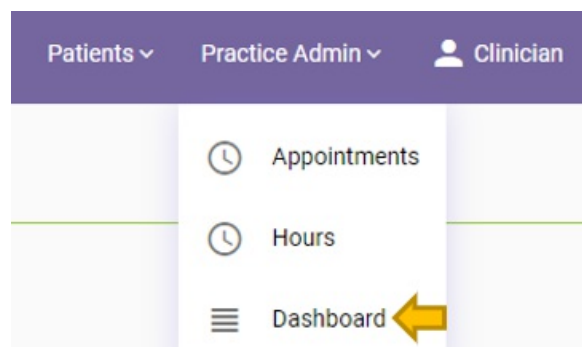 Patients Practice Admin Clinician
Appointments
Hours
Dashboard